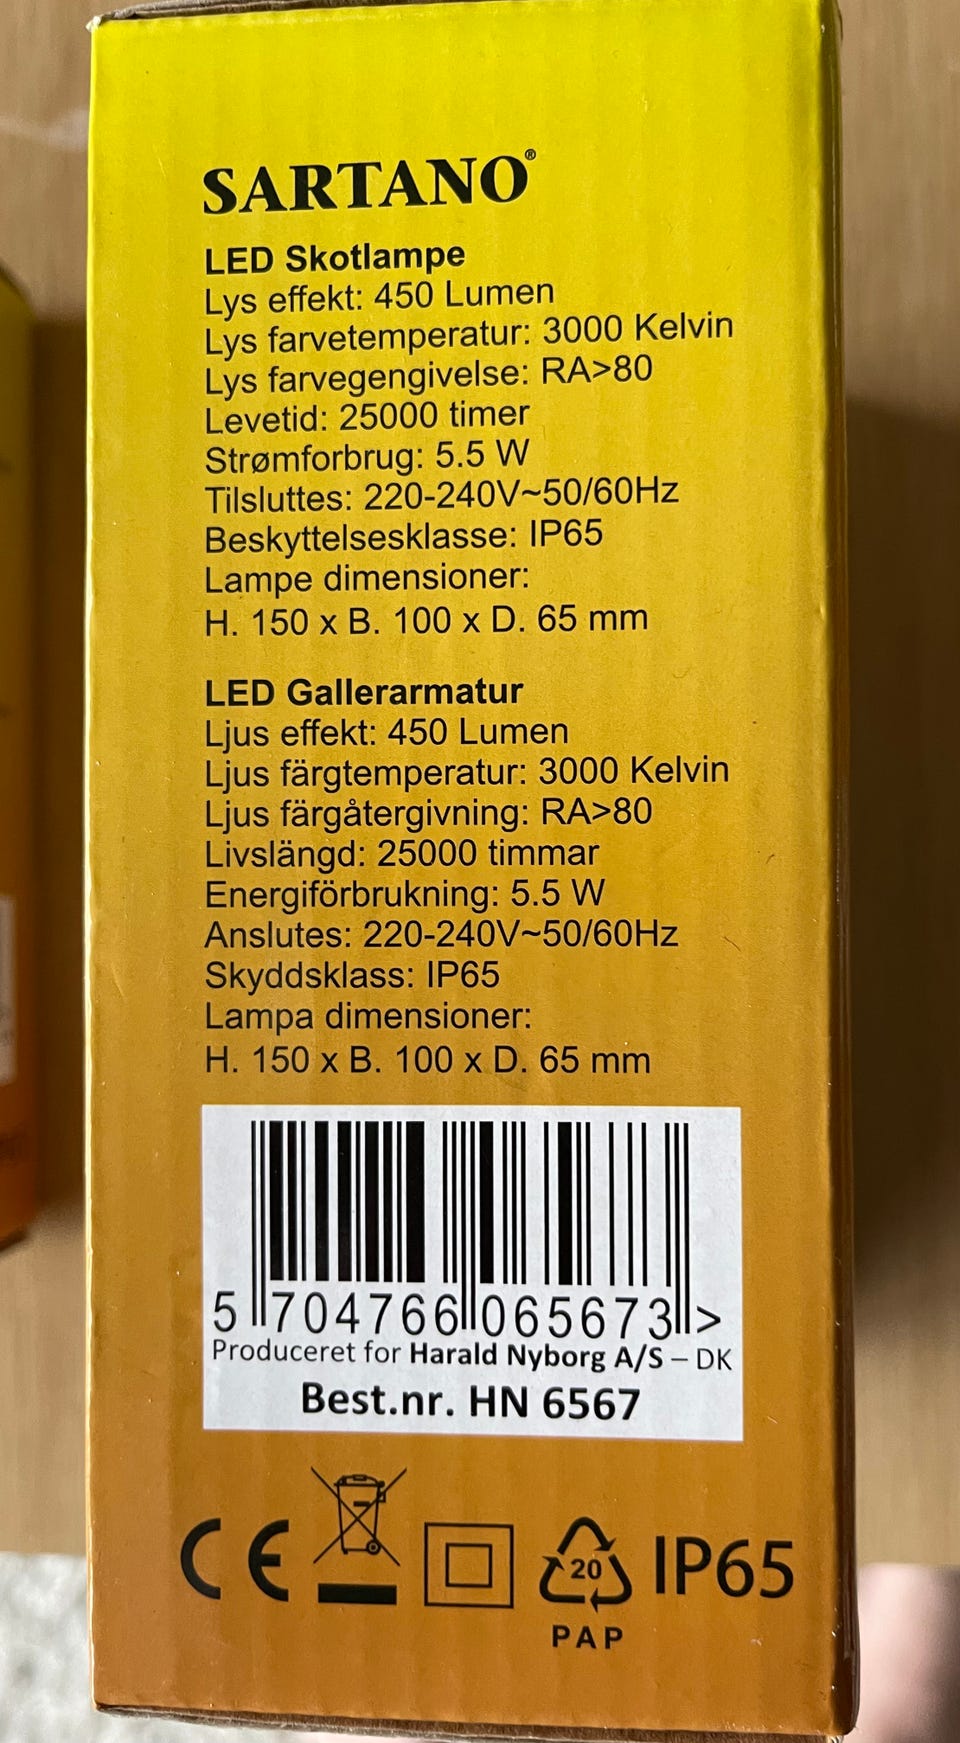 SARTANO®
LED Skotlampe
Lys effekt: 450 Lumen
Lys farvetemperatur: 3000 Kelvin
Lys farvegengivelse: RA>80
Levetid: 25000 timer
Strømforbrug: 5.5 W
Tilsluttes: 220-240V~50/60Hz
Beskyttelsesklasse: IP65
Lampe dimensioner:
H. 150 x B. 100 x D. 65 mm
LED Gallerarmatur
Ljus effekt: 450 Lumen
Ljus färgtemperatur: 3000 Kelvin
Ljus färgåtergivning: RA>80
Livslängd: 25000 timmar
Energiförbrukning: 5.5 W
Anslutes: 220-240V~50/60Hz
Skyddsklass: IP65
Lampa dimensioner:
H. 150 x B. 100 x D. 65 mm
5 704766 065673 >
Produceret for Harald Nyborg A/S – DK
Best.nr. HN 6567
CE 20 IP65
PAP